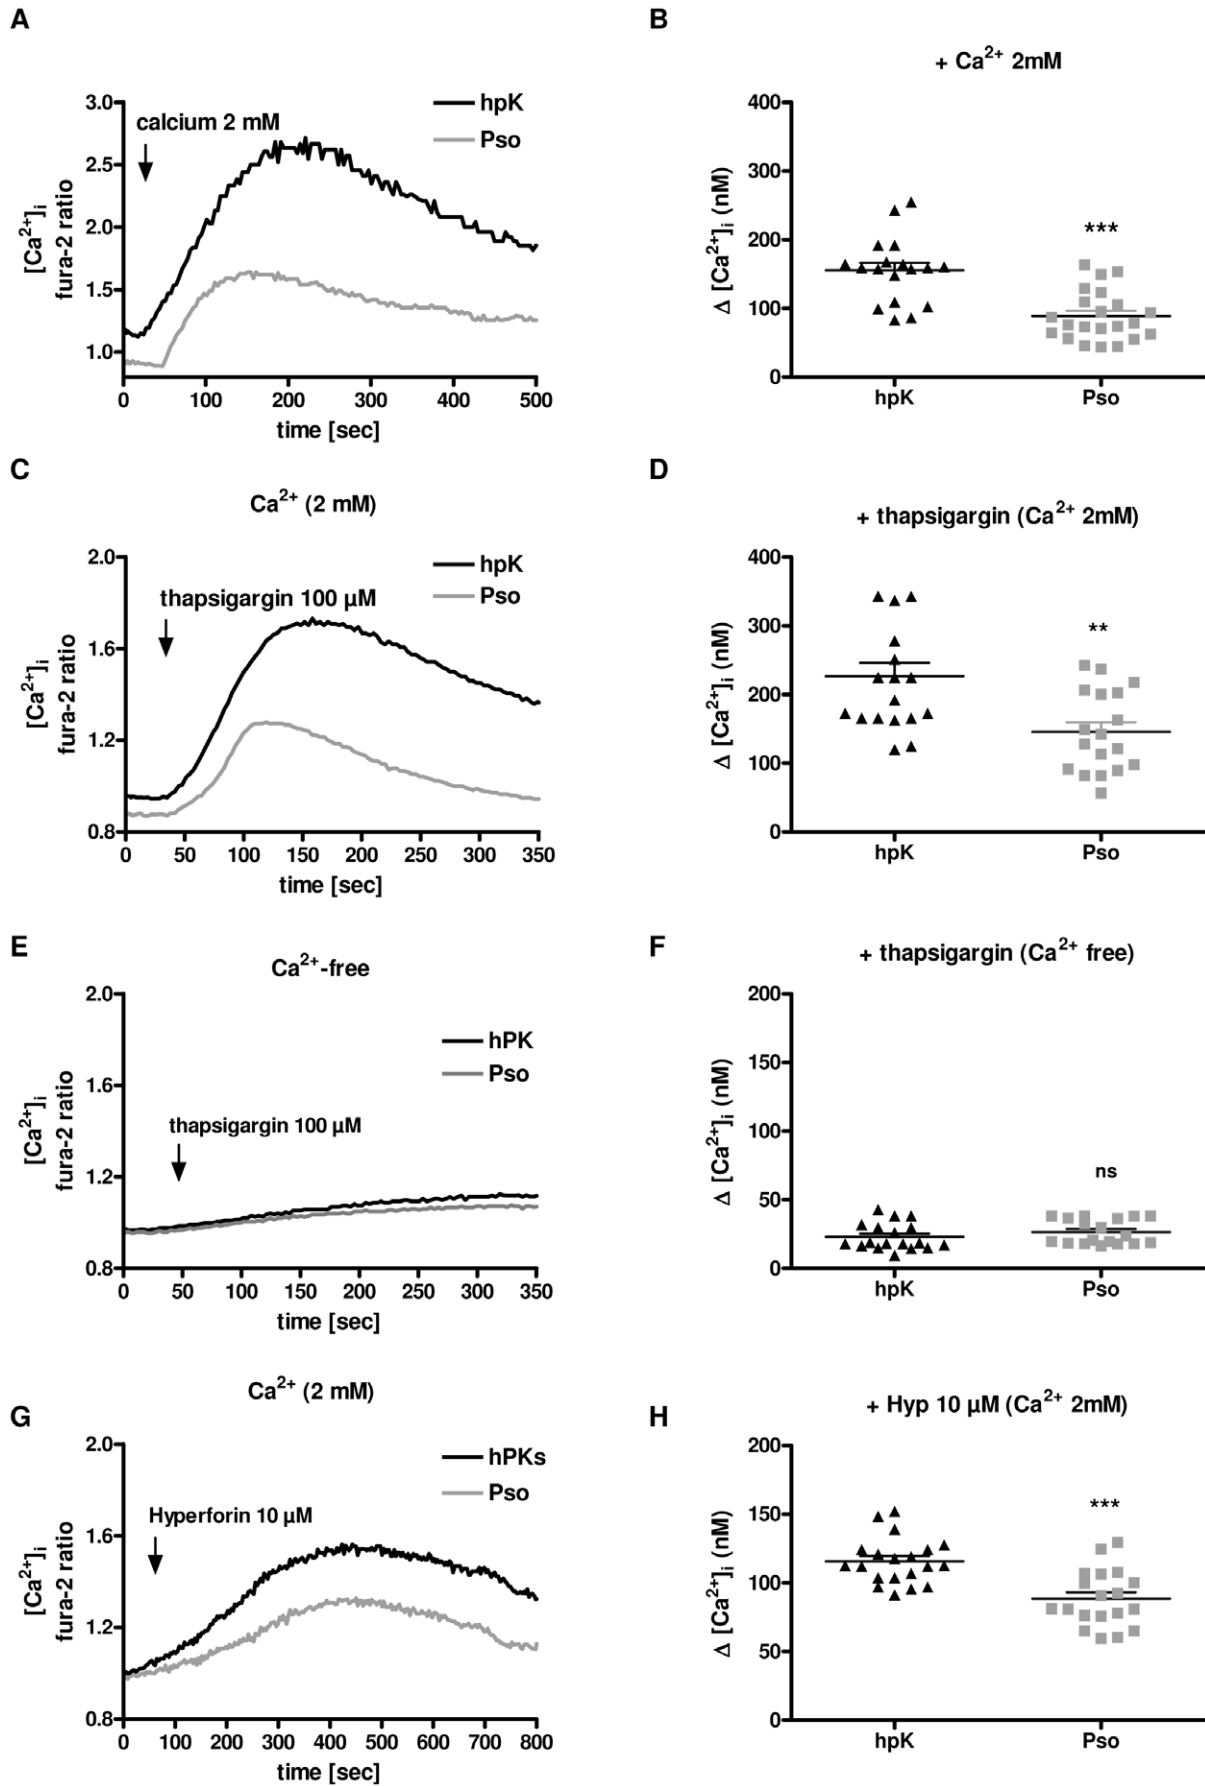 A
3.0
2.5
2.0
1.5
1.0
[Ca²⁺]ᵢ
fura-2 ratio
calcium 2 mM
hpK
Pso
0 100 200 300 400 500
time [sec]
B
+ Ca²⁺ 2mM
400
300
200
100
0
Δ [Ca²⁺]ᵢ (nM)
***
hpK Pso
C
Ca²⁺ (2 mM)
2.0
1.6
1.2
0.8
[Ca²⁺]ᵢ
fura-2 ratio
thapsigargin 100 µM
hpK
Pso
0 50 100 150 200 250 300 350
time [sec]
D
+ thapsigargin (Ca²⁺ 2mM)
400
300
200
100
0
Δ [Ca²⁺]ᵢ (nM)
**
hpK Pso
E
Ca²⁺-free
2.0
1.6
1.2
0.8
[Ca²⁺]ᵢ
fura-2 ratio
thapsigargin 100 µM
hPK
Pso
0 50 100 150 200 250 300 350
time [sec]
F
+ thapsigargin (Ca²⁺ free)
200
150
100
50
0
Δ [Ca²⁺]ᵢ (nM)
ns
hpK Pso
G
Ca²⁺ (2 mM)
2.0
1.6
1.2
0.8
[Ca²⁺]ᵢ
fura-2 ratio
Hyperforin 10 µM
hPKs
Pso
0 100 200 300 400 500 600 700 800
time [sec]
H
+ Hyp 10 µM (Ca²⁺ 2mM)
200
150
100
50
0
Δ [Ca²⁺]ᵢ (nM)
***
hpK Pso